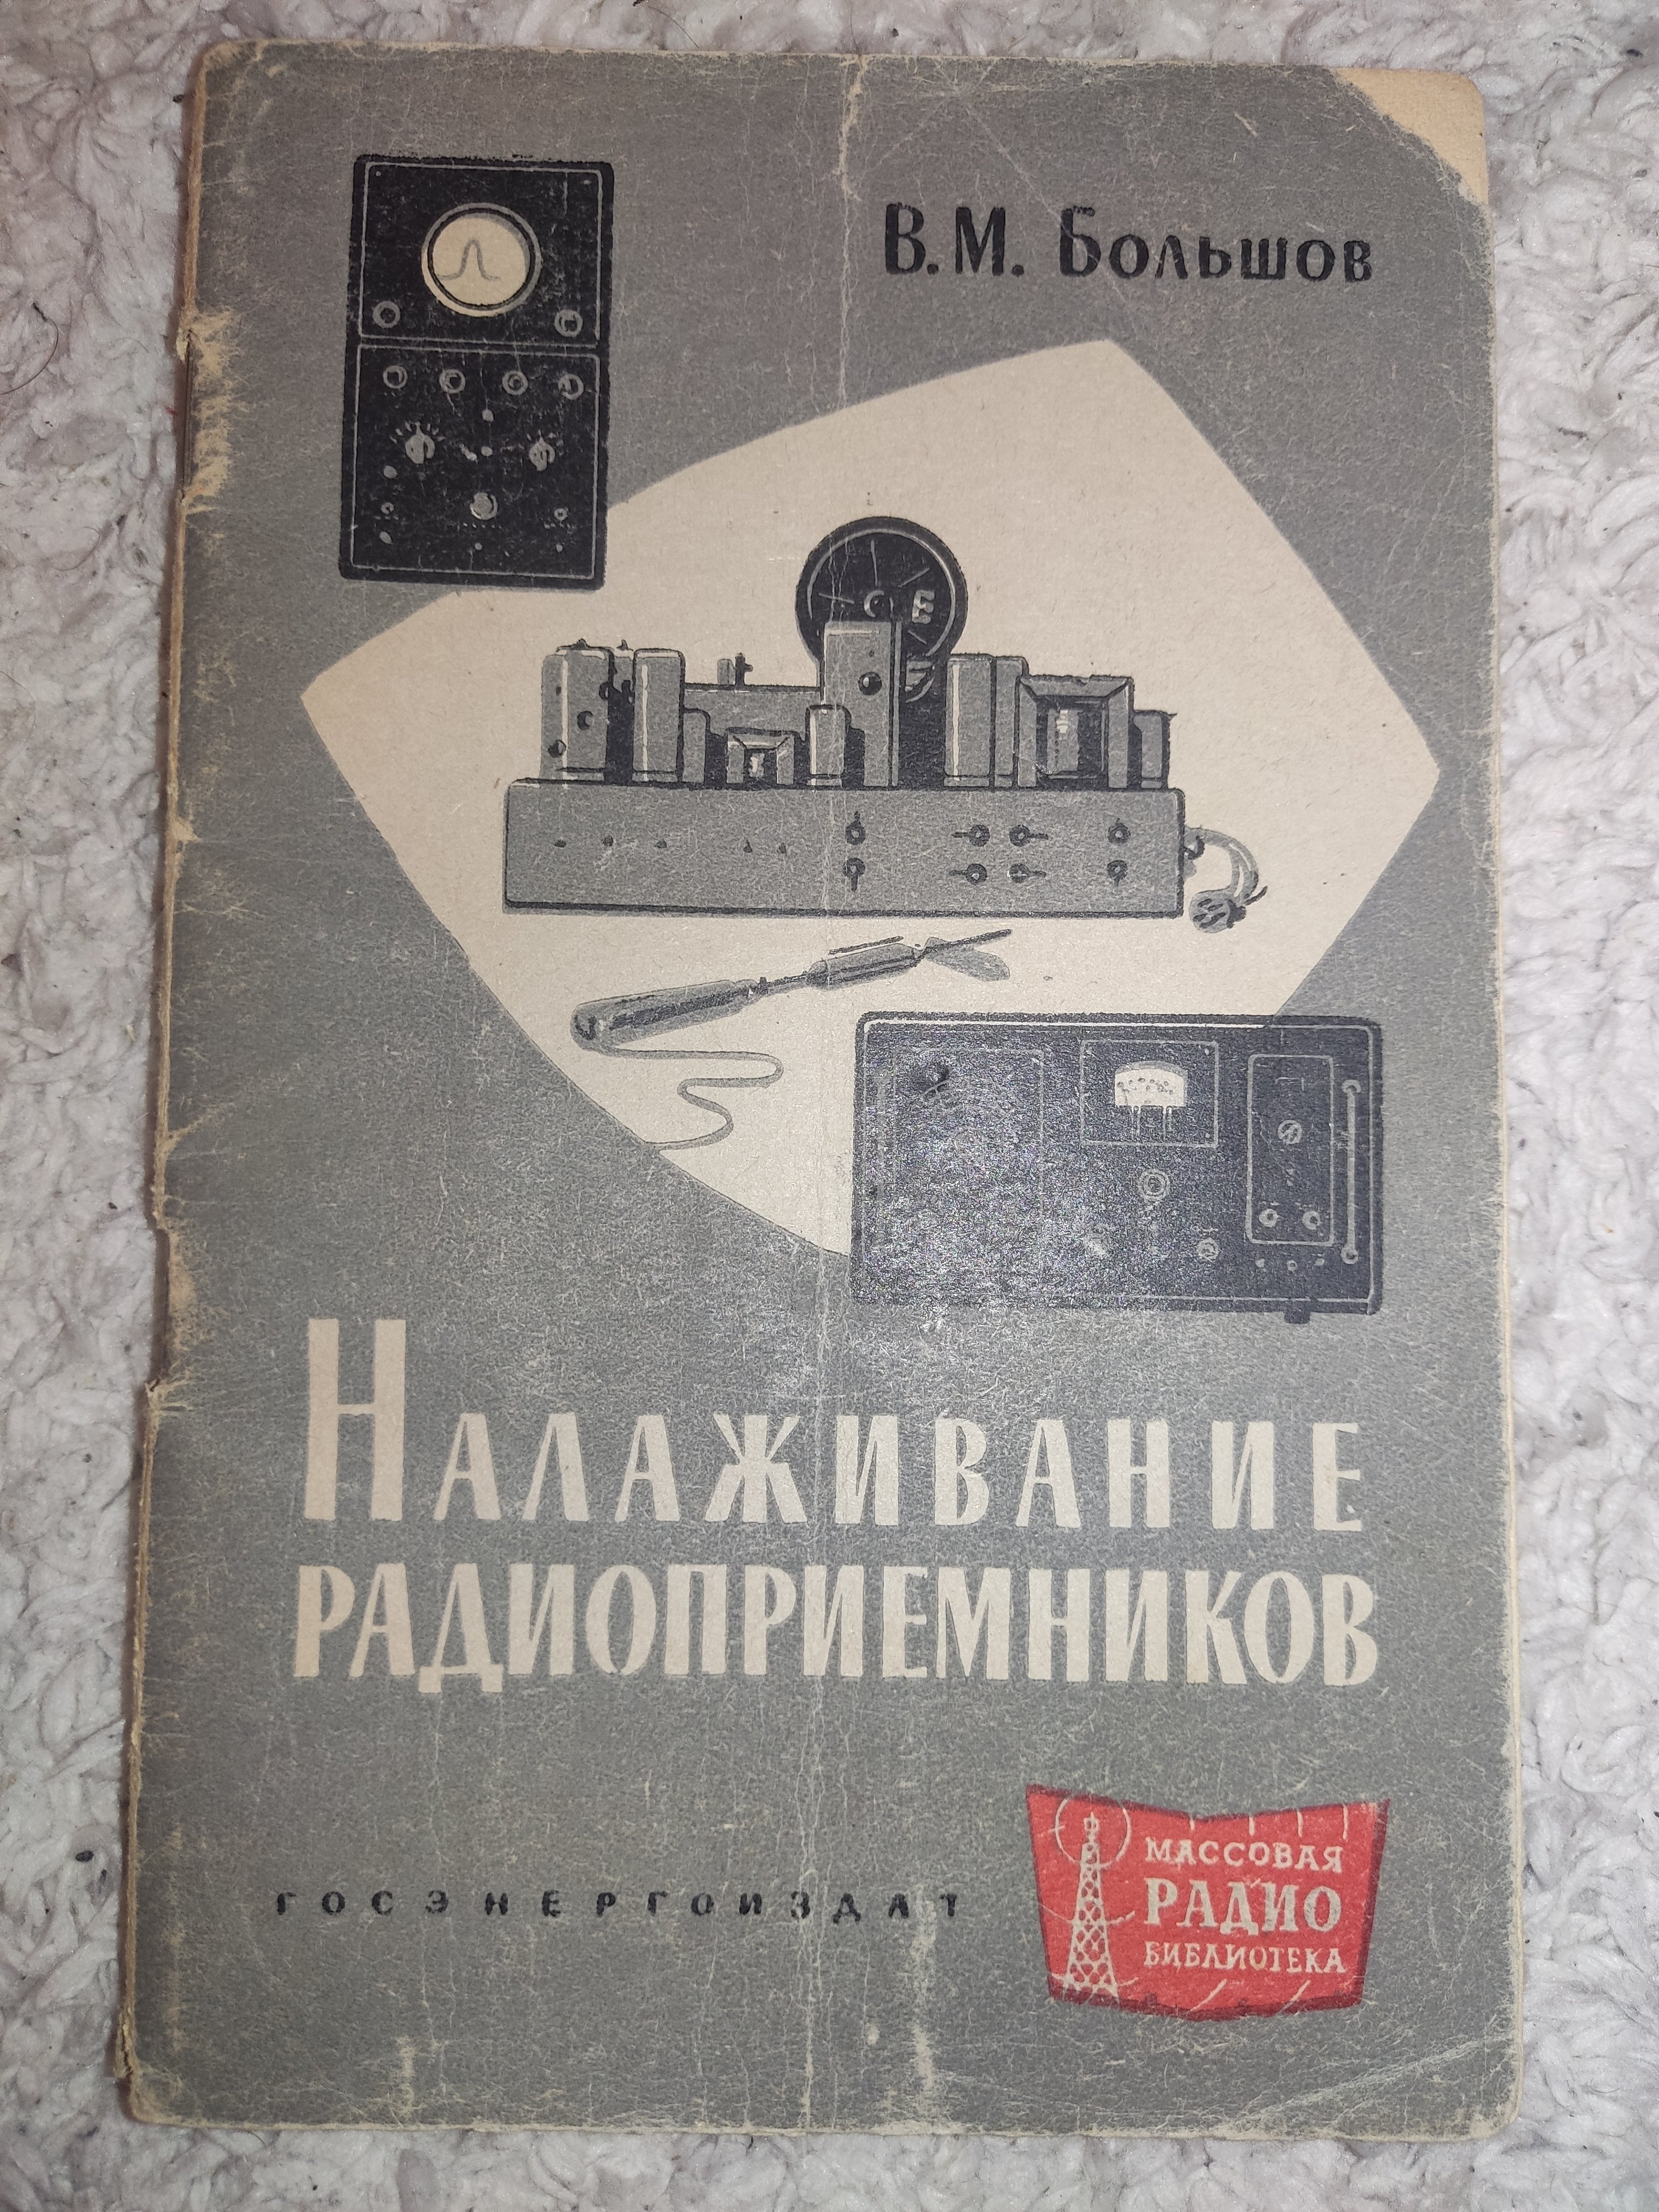 В.М. Большов
НАЛАЖИВАНИЕ
РАДИОПРИЕМНИКОВ
ГОСЭНЕРГОИЗДАТ
МАССОВАЯ
РАДИО
БИБЛИОТЕКА